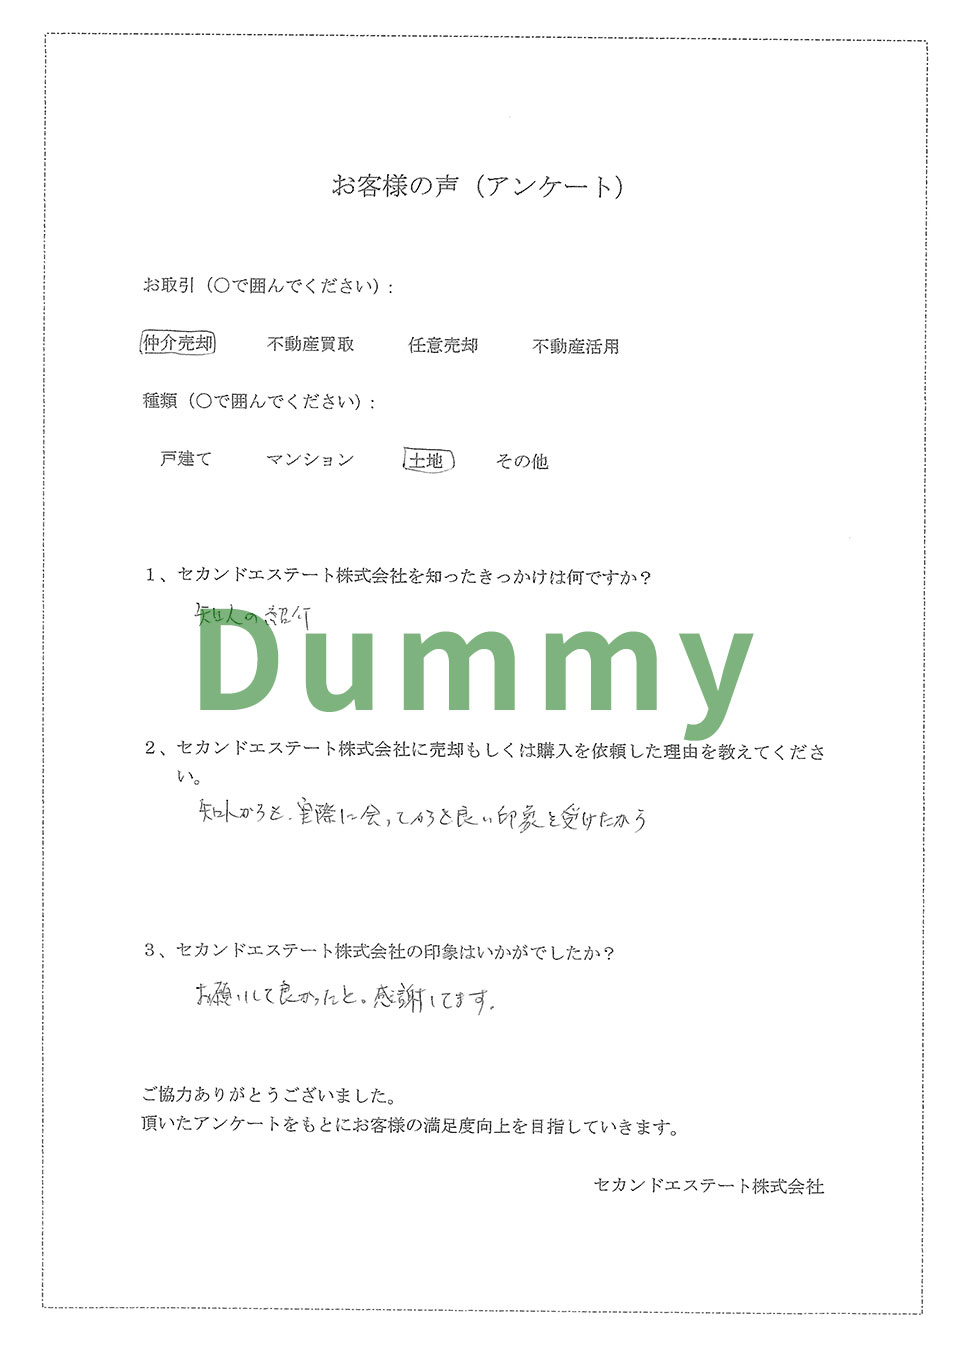 お客様の声（アンケート）
お取引（〇で囲んでください）:
仲介売却 不動産買取 任意売却 不動産活用
種類（〇で囲んでください）:
戸建て マンション 土地 その他
１、セカンドエステート株式会社を知ったきっかけは何ですか？
知人の紹介
Dummy
２、セカンドエステート株式会社に売却もしくは購入を依頼した理由を教えてくださ
い。
知人からも、実際に会ってからも良い印象を受けたから
３、セカンドエステート株式会社の印象はいかがでしたか？
お願いして良かったと。感謝してます.
ご協力ありがとうございました。
頂いたアンケートをもとにお客様の満足度向上を目指していきます。
セカンドエステート株式会社